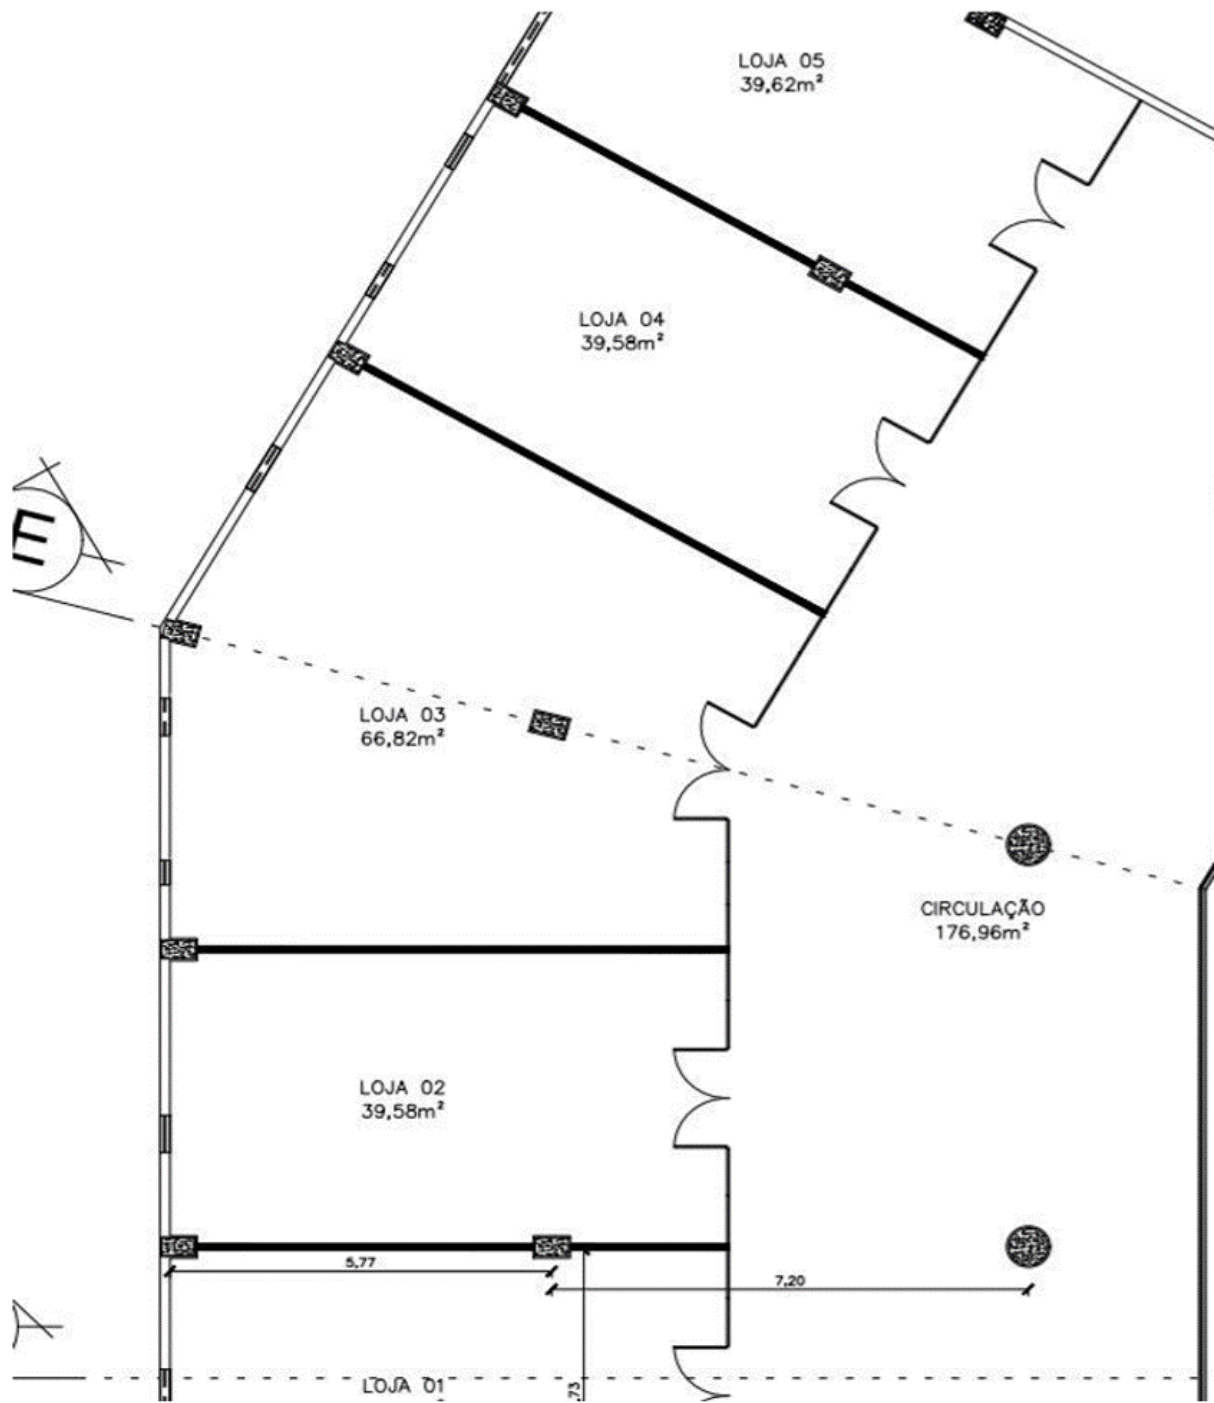 LOJA 05
39,62m²
LOJA 04
39,58m²
E
LOJA 03
66,82m²
CIRCULAÇÃO
176,96m²
LOJA 02
39,58m²
5,77
7,20
LOJA 01
,73